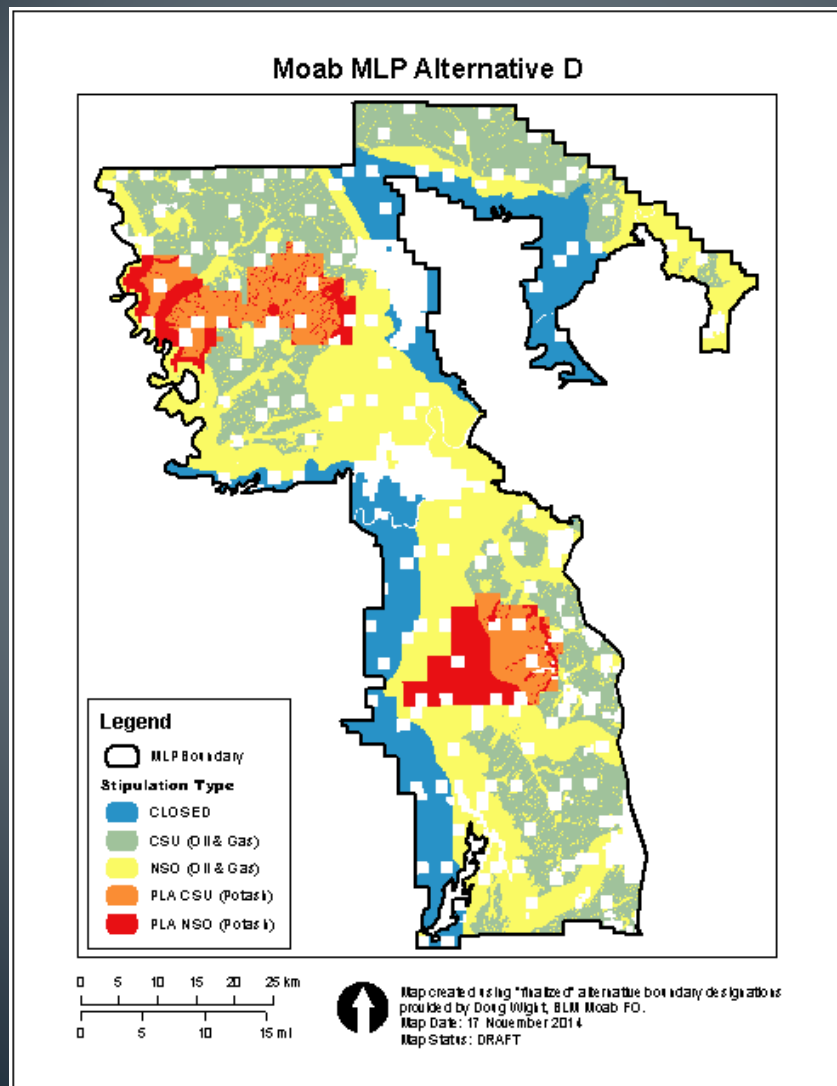 Moab MLP Alternative D
Legend
MLP Boundary
Stipulation Type
CLOSED
CSU (Oil & Gas)
NSO (Oil & Gas)
PLA CSU (Potash)
PLA NSO (Potash)
0 5 10 15 20 25 km
0 5 10 15 mi
Map created using "finalized" alternative boundary designations
provided by Doug Wight, BLM Moab FO.
Map Date: 17 November 2014
Map Status: DRAFT